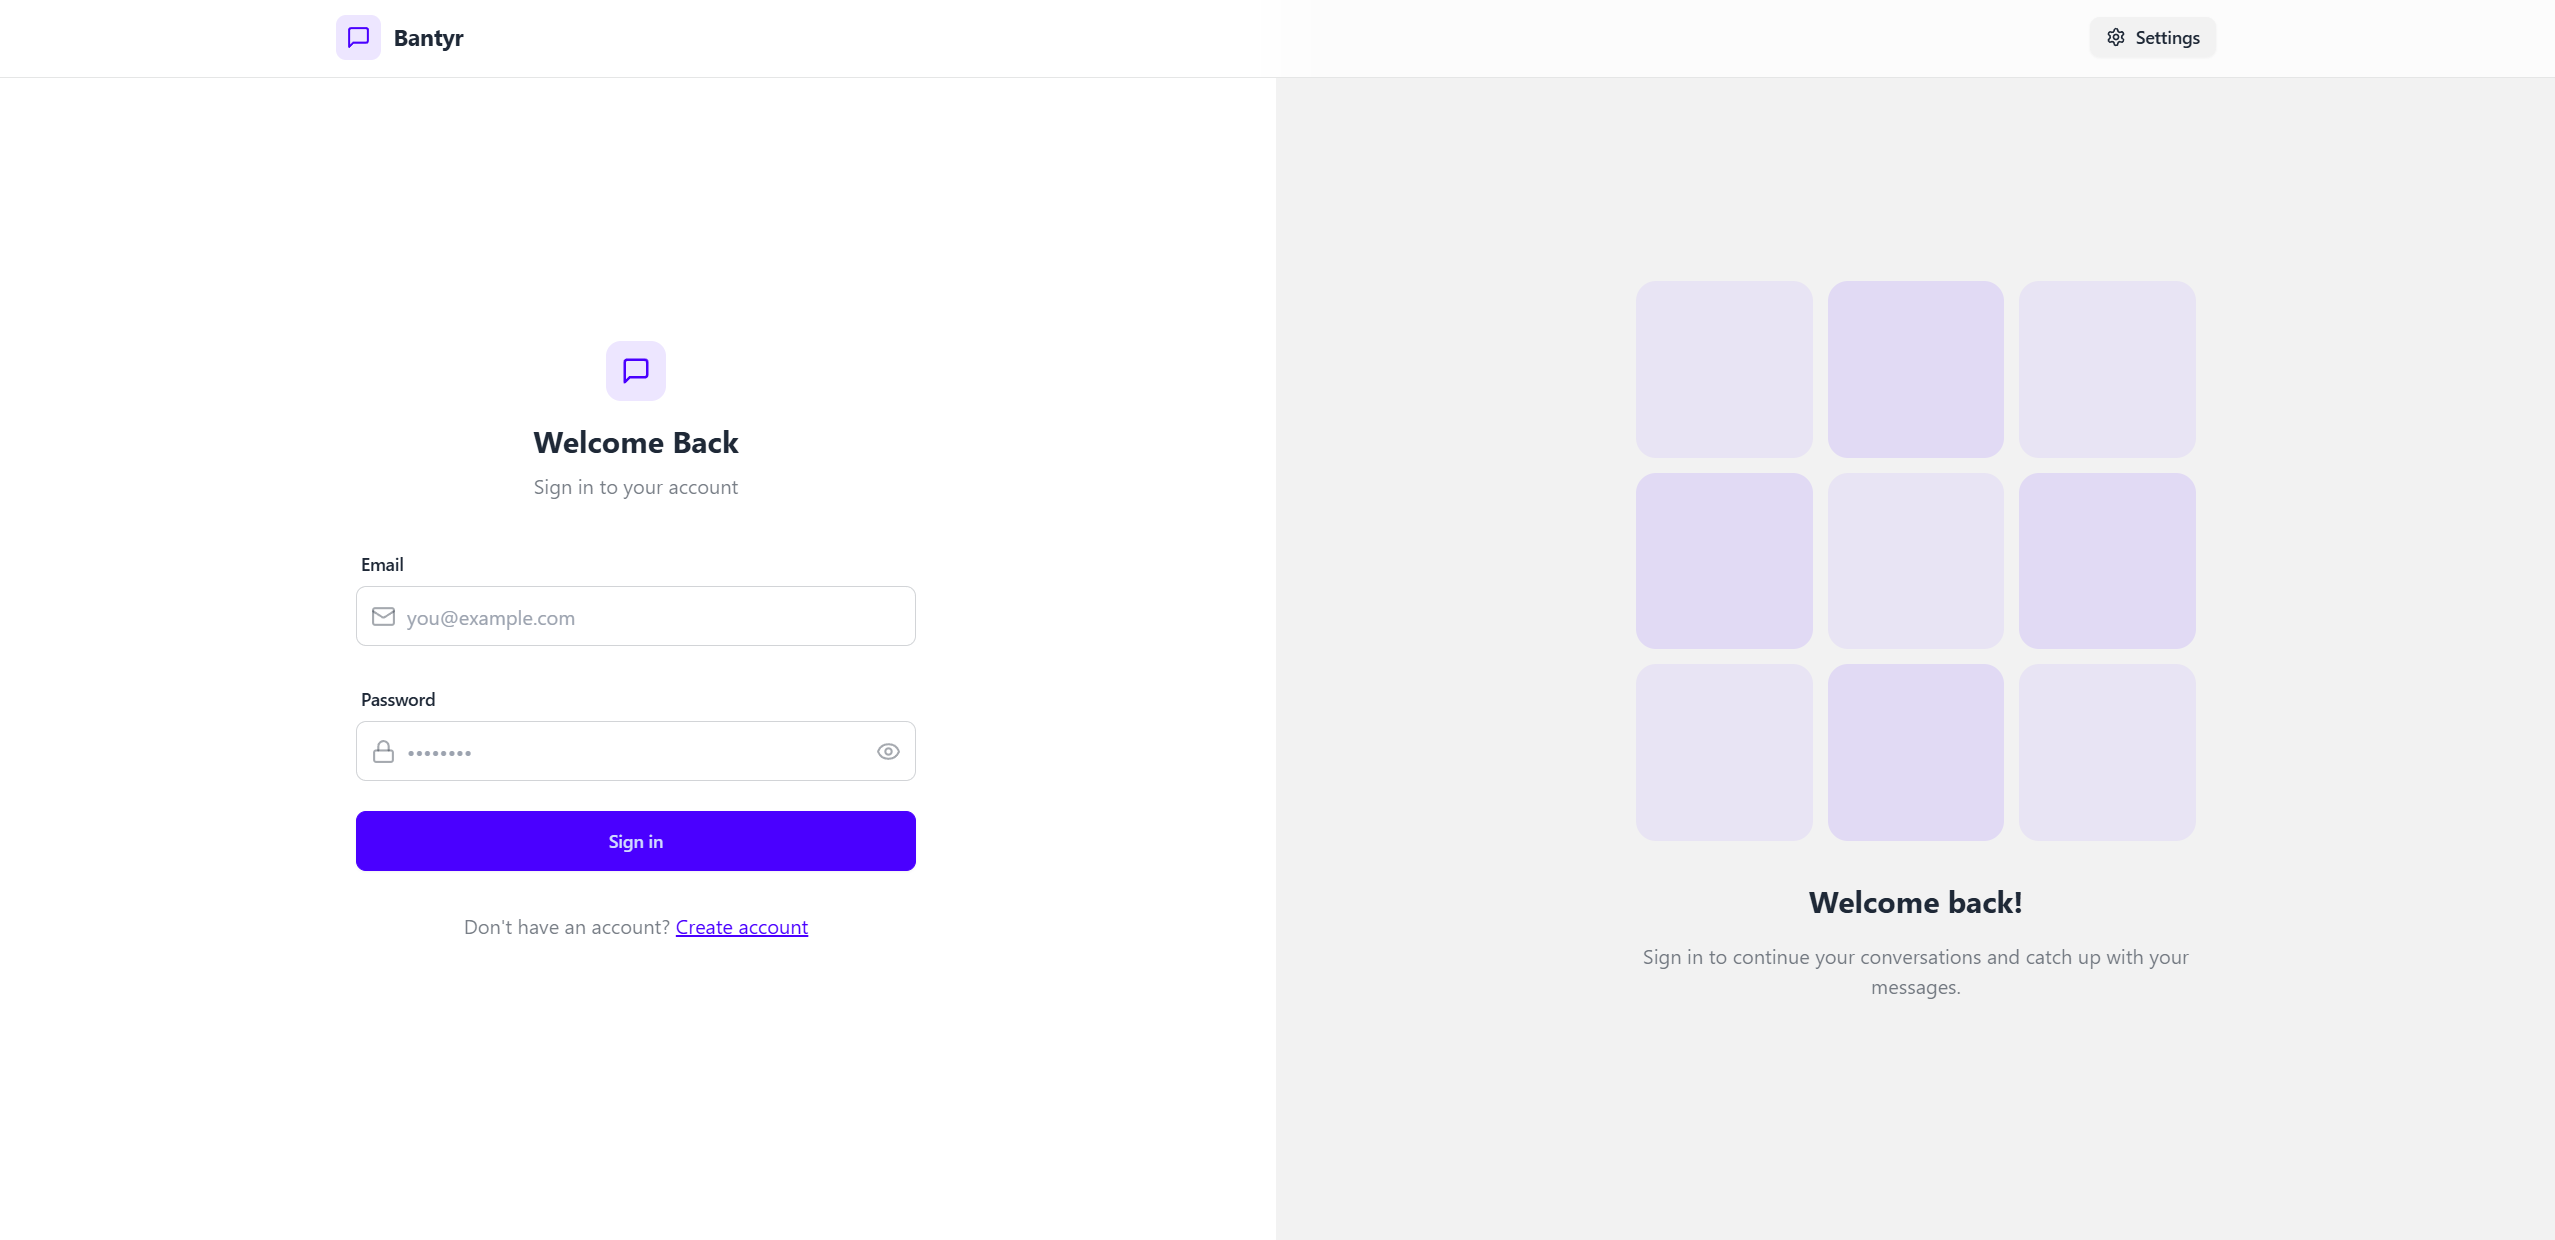 Bantyr
Settings
Welcome Back
Sign in to your account
Email
you@example.com
Password
••••••••
Sign in
Don't have an account? Create account
Welcome back!
Sign in to continue your conversations and catch up with your
messages.